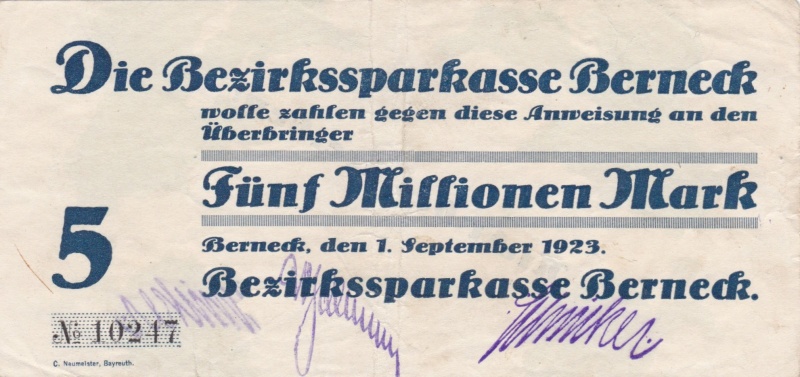 Die Bezirkssparkasse Berneck
wolle zahlen gegen diese Anweisung an den
Überbringer
Fünf Millionen Mark
5
Berneck, den 1. September 1923.
Bezirkssparkasse Berneck.
№ 10247
C. Naumeister, Bayreuth.